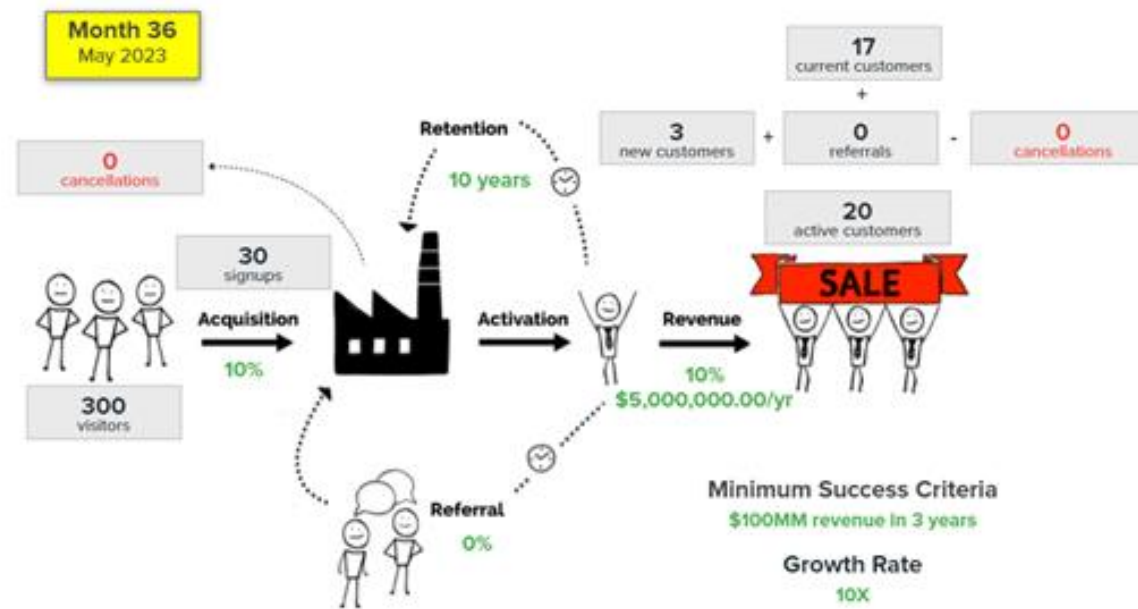 Month 36
May 2023
17
current customers
+
3
new customers
+
0
referrals
-
0
cancellations
20
active customers
0
cancellations
Retention
10 years
30
signups
Acquisition
10%
Activation
Revenue
10%
$5,000,000.00/yr
SALE
300
visitors
Referral
0%
Minimum Success Criteria
$100MM revenue in 3 years
Growth Rate
10X